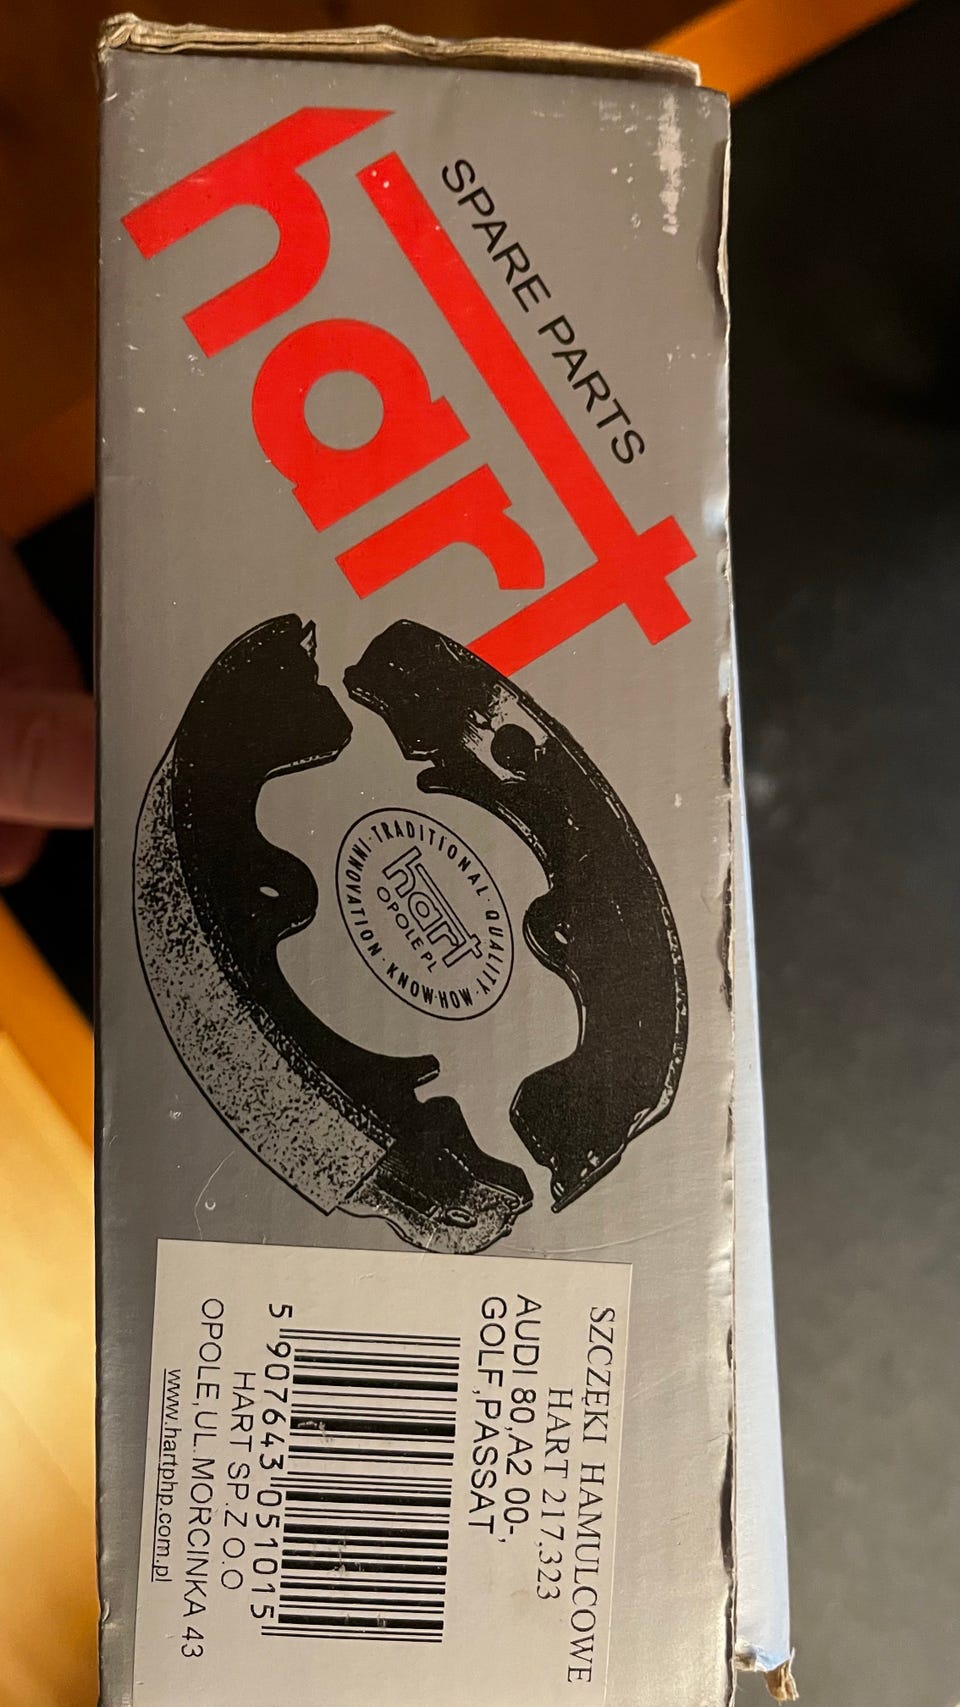 hart
SPARE PARTS
INNOVATION · TRADITIONAL · QUALITY · KNOW-HOW ·
hart
OPOLE.PL
SZCZĘKI HAMULCOWE
HART 217,323
AUDI 80,A2 00-,
GOLF,PASSAT
5 907643 051015
HART SP.Z O.O
OPOLE,UL.MORCINKA 43
www.hartphp.com.pl